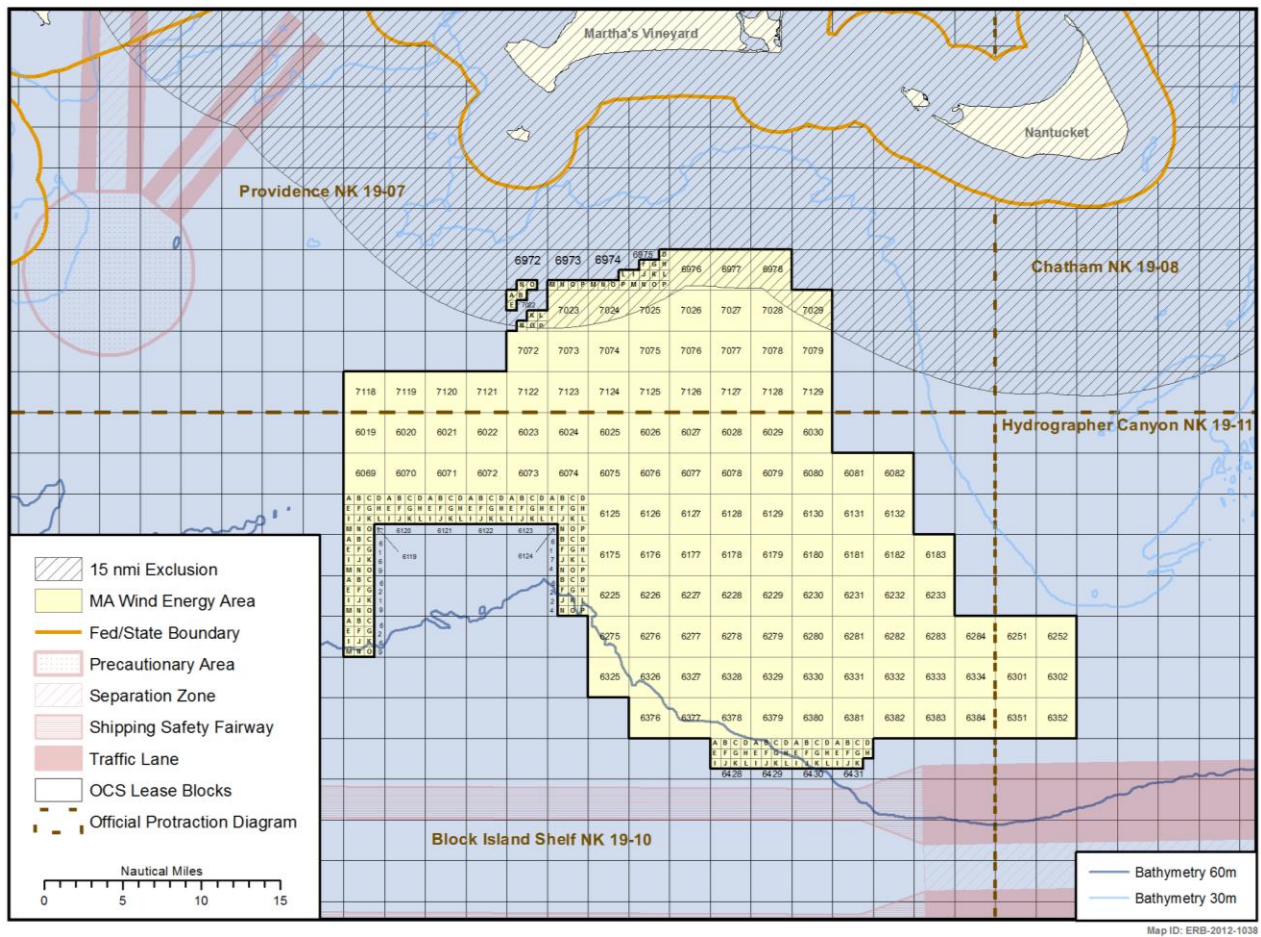 Martha's Vineyard
Nantucket
Providence NK 19-07
6972 6973 6974 6975 D
F G H
L I J K L
6976 6977 6978
Chatham NK 19-08
N O M N O P M N O P M N O P
A B
E 7022
K L
N O P
7023 7024 7025 7026 7027 7028 7029
7072 7073 7074 7075 7076 7077 7078 7079
7118 7119 7120 7121 7122 7123 7124 7125 7126 7127 7128 7129
Hydrographer Canyon NK 19-11
6019 6020 6021 6022 6023 6024 6025 6026 6027 6028 6029 6030
6069 6070 6071 6072 6073 6074 6075 6076 6077 6078 6079 6080 6081 6082
A B C D A B C D A B C D A B C D A B C D A B C D
E F G H E F G H E F G H E F G H E F G H E F G H
I J K L I J K L I J K L I J K L I J K L I J K L
6125 6126 6127 6128 6129 6130 6131 6132
M N O 6120 6121 6122 6123 N O P
A B C B C D
E F G F G H
I J K J K L
M N O N O P
6119 6124
6169 6174
6175 6176 6177 6178 6179 6180 6181 6182 6183
A B C B C D
E F G F G H
I J K J K L
M N O N O P
6219 6224
6225 6226 6227 6228 6229 6230 6231 6232 6233
A B C
E F G
I J K
M N O
6269
6275 6276 6277 6278 6279 6280 6281 6282 6283 6284 6251 6252
6325 6326 6327 6328 6329 6330 6331 6332 6333 6334 6301 6302
6376 6377 6378 6379 6380 6381 6382 6383 6384 6351 6352
A B C D A B C D A B C D A B C D
E F G H E F G H E F G H E F G H
I J K L I J K L I J K L I J K
6428 6429 6430 6431
Block Island Shelf NK 19-10
15 nmi Exclusion
MA Wind Energy Area
Fed/State Boundary
Precautionary Area
Separation Zone
Shipping Safety Fairway
Traffic Lane
OCS Lease Blocks
Official Protraction Diagram
Nautical Miles
0 5 10 15
Bathymetry 60m
Bathymetry 30m
Map ID: ERB-2012-1038